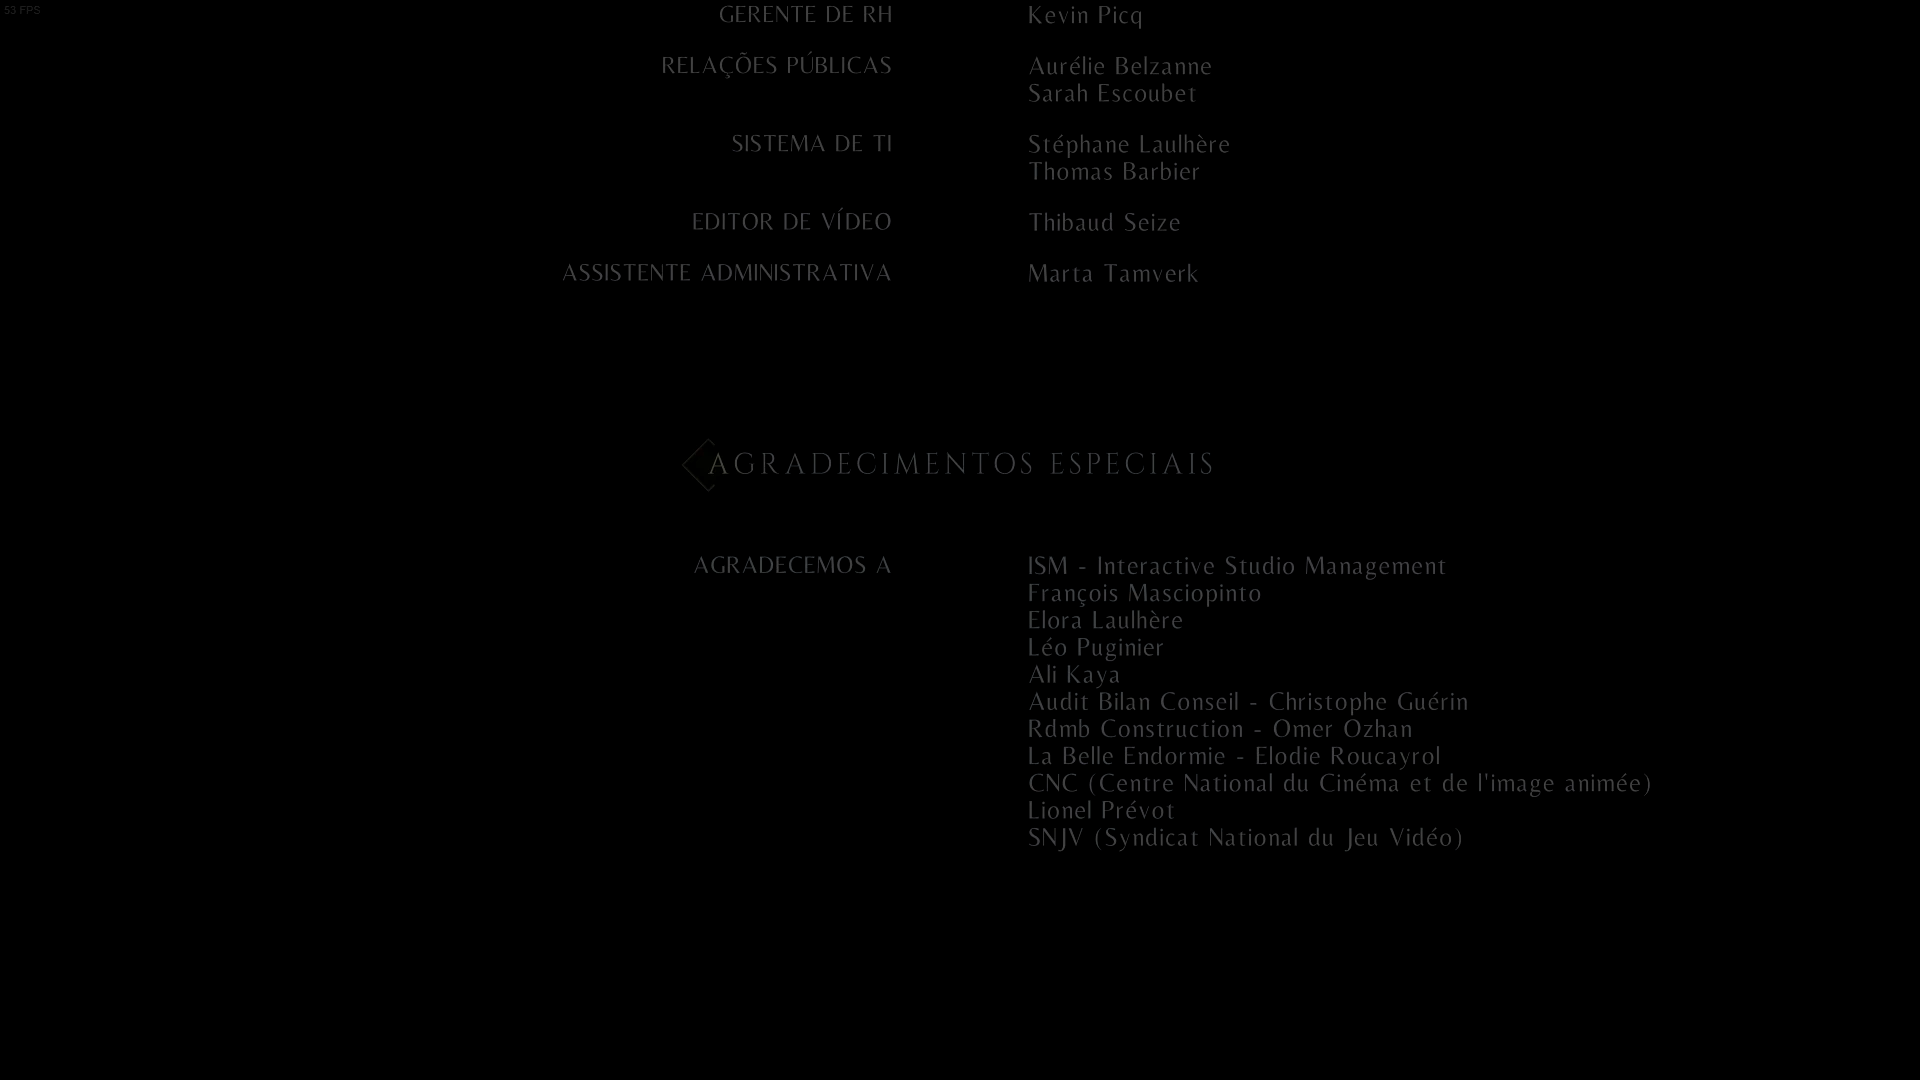 53 FPS
GERENTE DE RH Kevin Picq
RELAÇÕES PÚBLICAS Aurélie Belzanne
Sarah Escoubet
SISTEMA DE TI Stéphane Laulhère
Thomas Barbier
EDITOR DE VÍDEO Thibaud Seize
ASSISTENTE ADMINISTRATIVA Marta Tamverk
AGRADECIMENTOS ESPECIAIS
AGRADECEMOS A ISM - Interactive Studio Management
François Masciopinto
Elora Laulhère
Léo Puginier
Ali Kaya
Audit Bilan Conseil - Christophe Guérin
Rdmb Construction - Omer Ozhan
La Belle Endormie - Elodie Roucayrol
CNC (Centre National du Cinéma et de l'image animée)
Lionel Prévot
SNJV (Syndicat National du Jeu Vidéo)